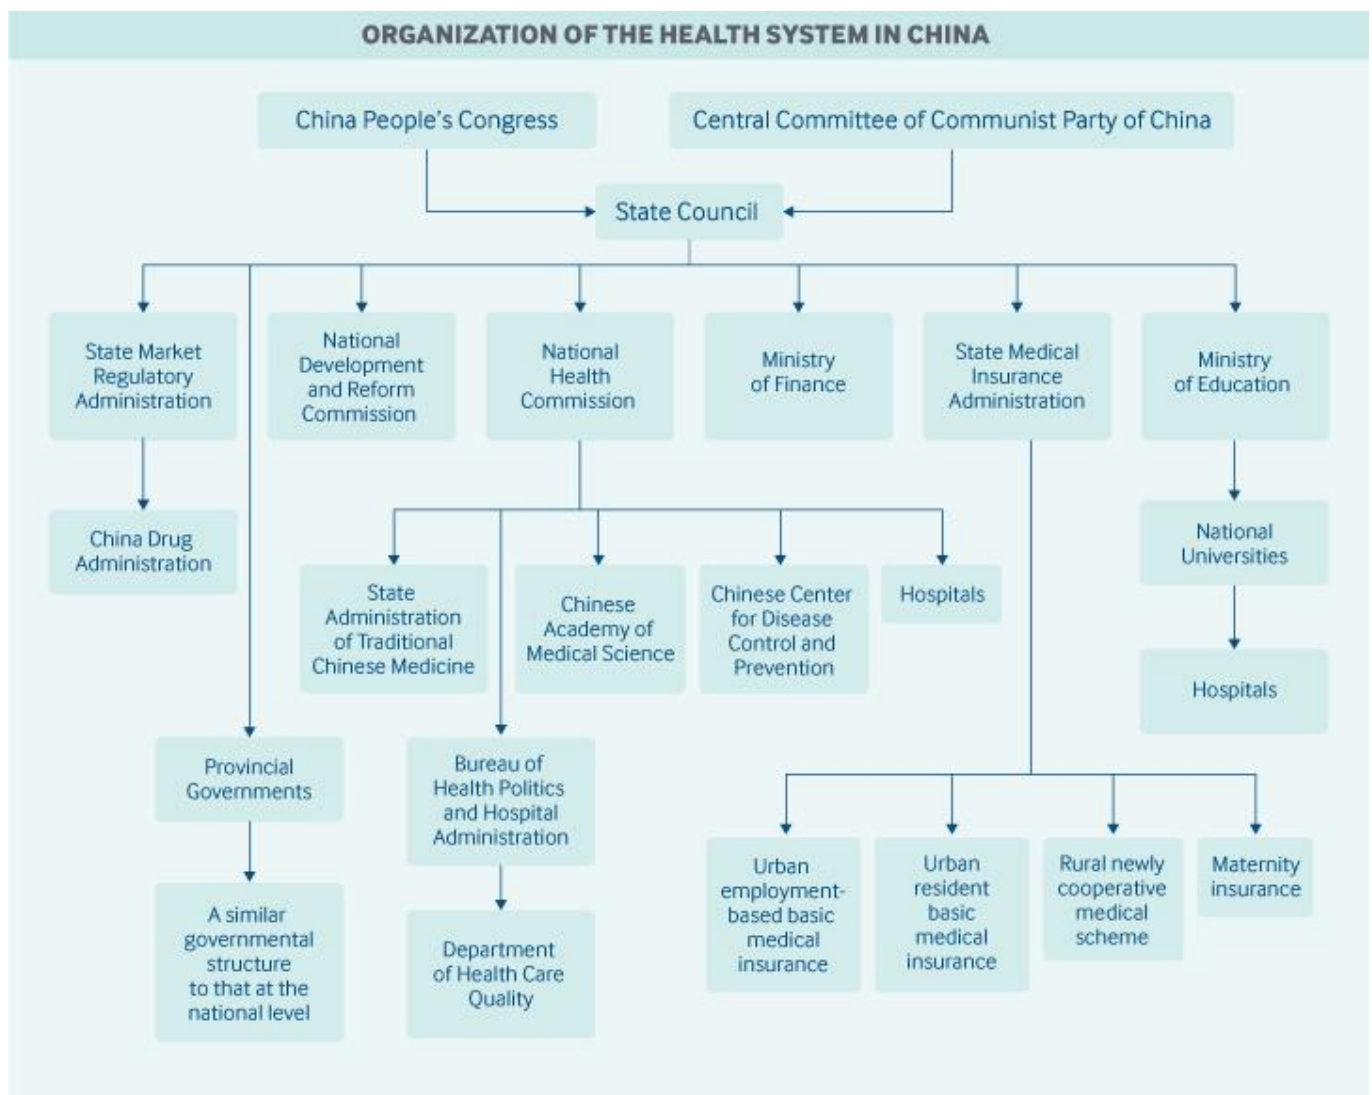 ORGANIZATION OF THE HEALTH SYSTEM IN CHINA
China People's Congress
Central Committee of Communist Party of China
State Council
State Market
Regulatory
Administration
National
Development
and Reform
Commission
National
Health
Commission
Ministry
of Finance
State Medical
Insurance
Administration
Ministry
of Education
China Drug
Administration
National
Universities
State
Administration
of Traditional
Chinese Medicine
Chinese
Academy of
Medical Science
Chinese Center
for Disease
Control and
Prevention
Hospitals
Hospitals
Provincial
Governments
Bureau of
Health Politics
and Hospital
Administration
Urban
employment-
based basic
medical
insurance
Urban
resident
basic
medical
insurance
Rural newly
cooperative
medical
scheme
Maternity
insurance
A similar
governmental
structure
to that at the
national level
Department
of Health Care
Quality